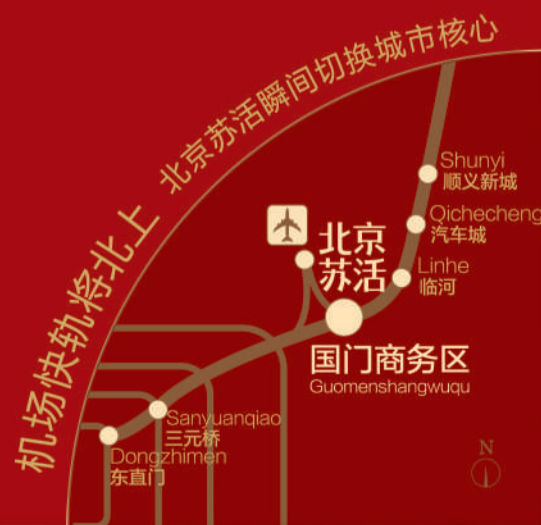 机场快轨将北上 北京苏活瞬间切换城市核心
Shunyi
顺义新城
Qichecheng
汽车城
北京
苏活
Linhe
临河
国门商务区
Guomenshangwuqu
Sanyuanqiao
三元桥
Dongzhimen
东直门
N